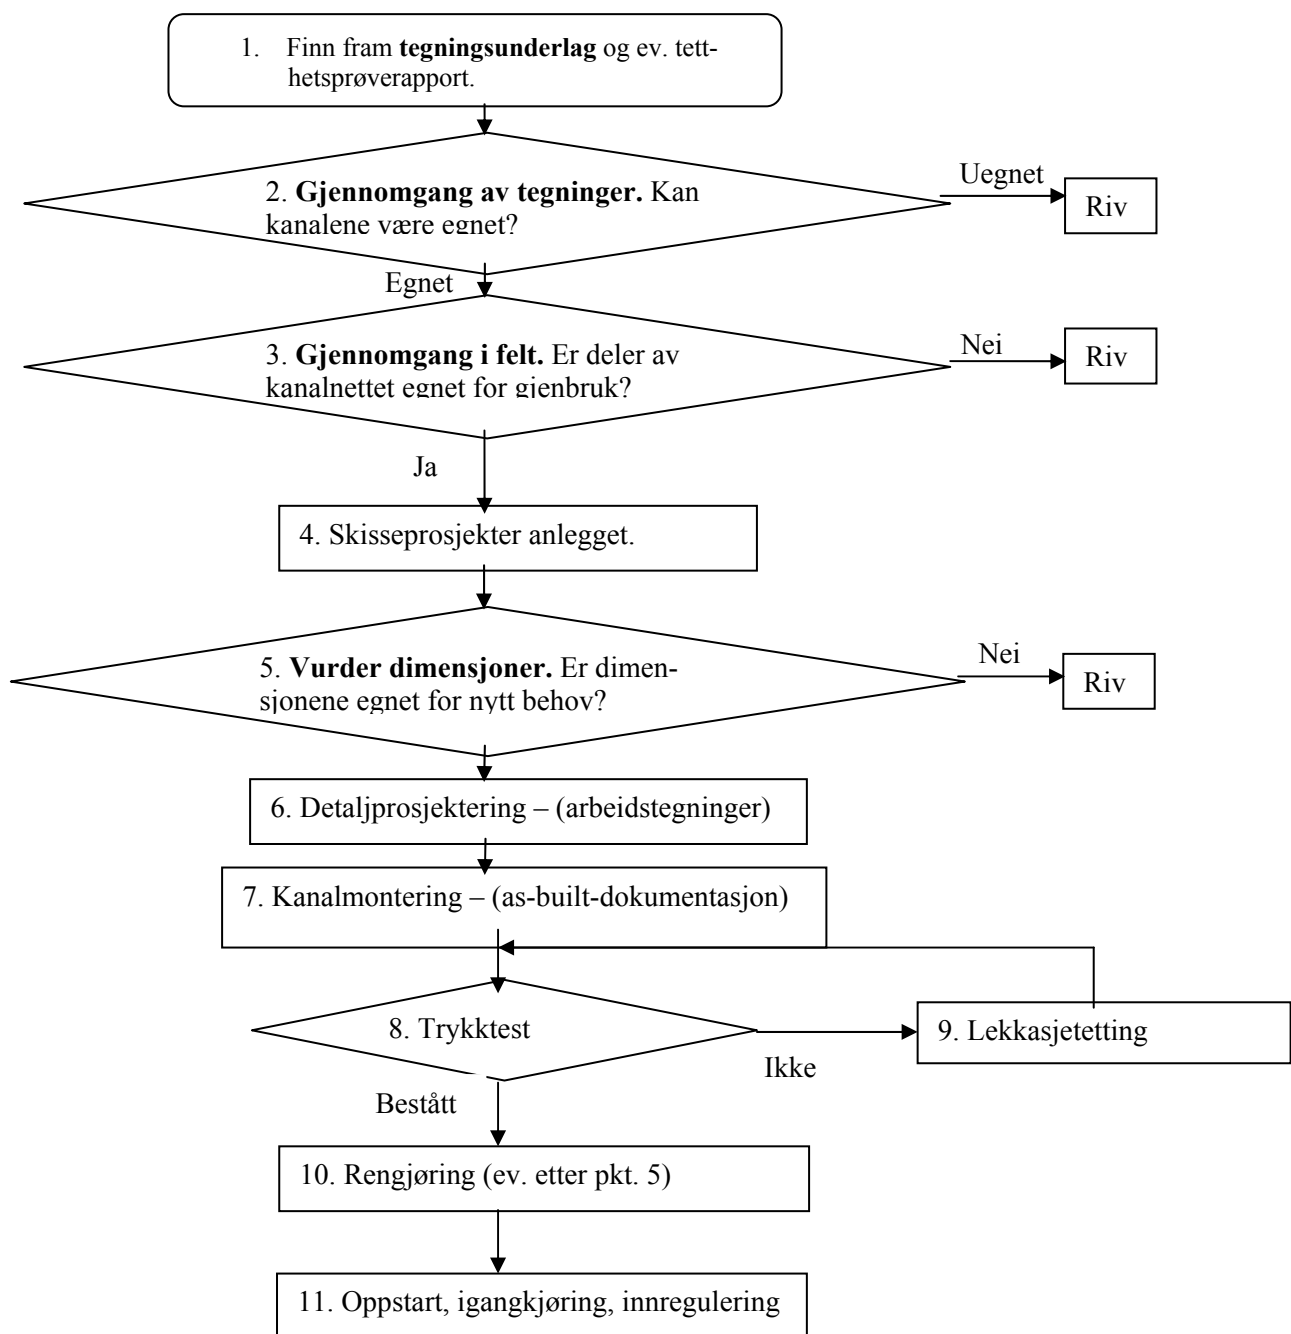 1. Finn fram tegningsunderlag og ev. tett-
hetsprøverapport.
2. Gjennomgang av tegninger. Kan
kanalene være egnet?
Uegnet
Riv
Egnet
3. Gjennomgang i felt. Er deler av
kanalnettet egnet for gjenbruk?
Nei
Riv
Ja
4. Skisseprosjekter anlegget.
5. Vurder dimensjoner. Er dimen-
sjonene egnet for nytt behov?
Nei
Riv
6. Detaljprosjektering – (arbeidstegninger)
7. Kanalmontering – (as-built-dokumentasjon)
8. Trykktest
Ikke
9. Lekkasjetetting
Bestått
10. Rengjøring (ev. etter pkt. 5)
11. Oppstart, igangkjøring, innregulering